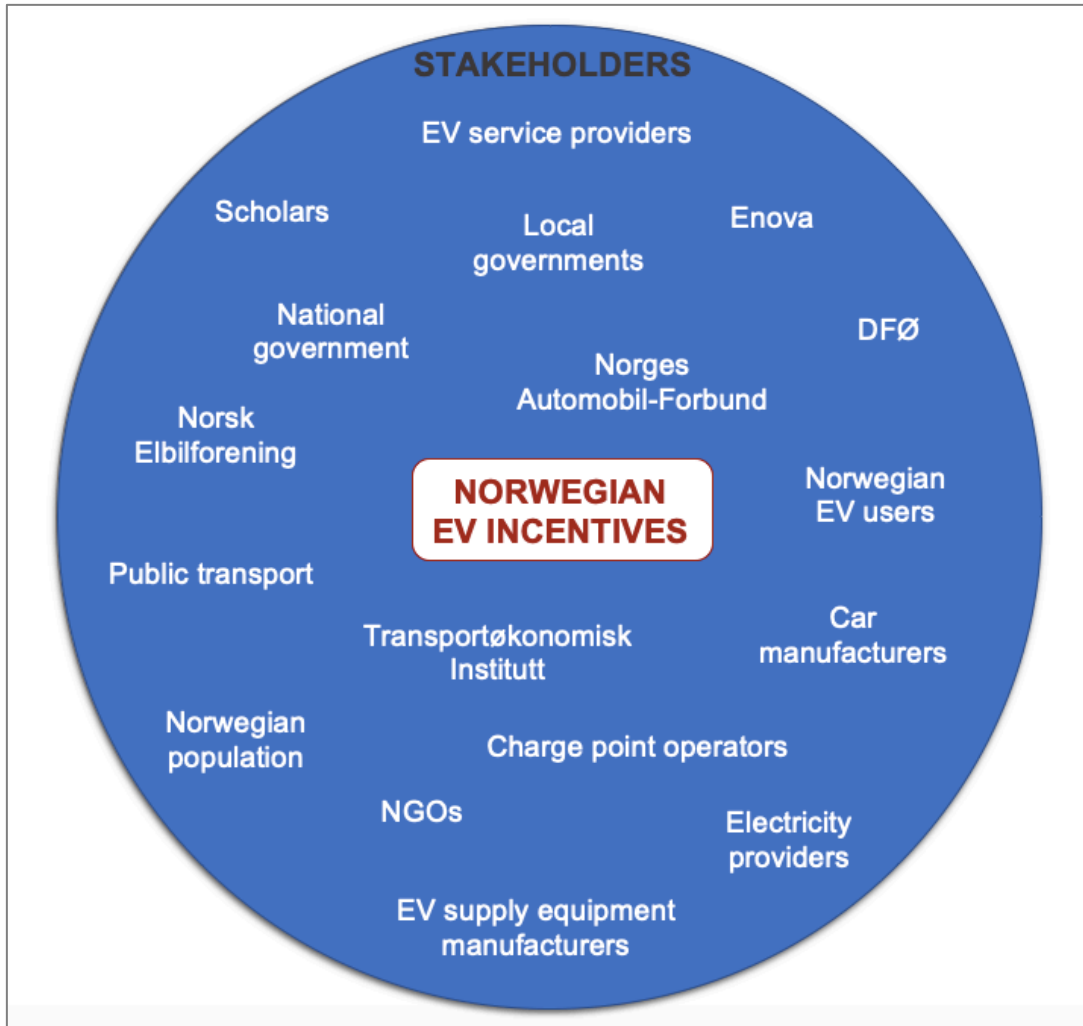 STAKEHOLDERS
EV service providers
Scholars
Local
governments
Enova
National
government
DFØ
Norges
Automobil-Forbund
Norsk
Elbilforening
NORWEGIAN
EV INCENTIVES
Norwegian
EV users
Public transport
Transportøkonomisk
Institutt
Car
manufacturers
Norwegian
population
Charge point operators
NGOs
Electricity
providers
EV supply equipment
manufacturers